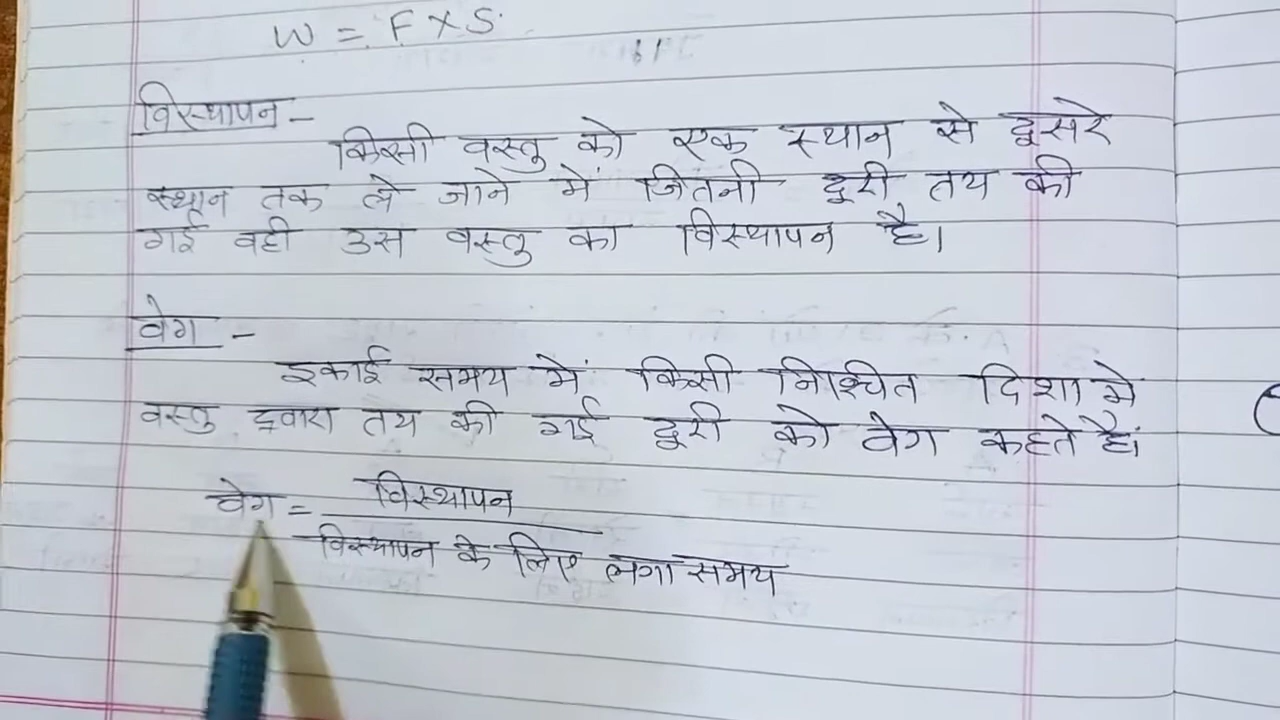 W = F × S
विस्थापन -
किसी वस्तु को एक स्थान से दूसरे
स्थान तक ले जाने में जितनी दूरी तय की
गई वही उस वस्तु का विस्थापन है।
वेग -
इकाई समय में किसी निश्चित दिशा मे
वस्तु द्वारा तय की गई दूरी को वेग कहते है।
वेग = विस्थापन
विस्थापन के लिए लगा समय